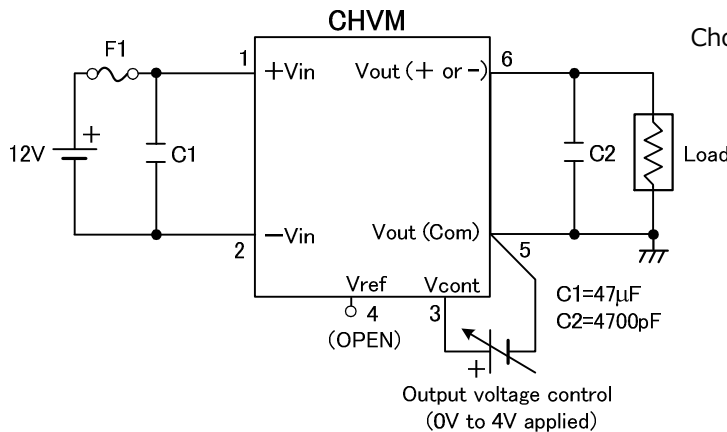 CHVM
Cho
F1
1
+Vin
Vout (+ or -)
6
12V
+
C1
C2
Load
2
−Vin
Vout (Com)
5
Vref
Vcont
4
3
(OPEN)
C1=47μF
C2=4700pF
+
Output voltage control
(0V to 4V applied)